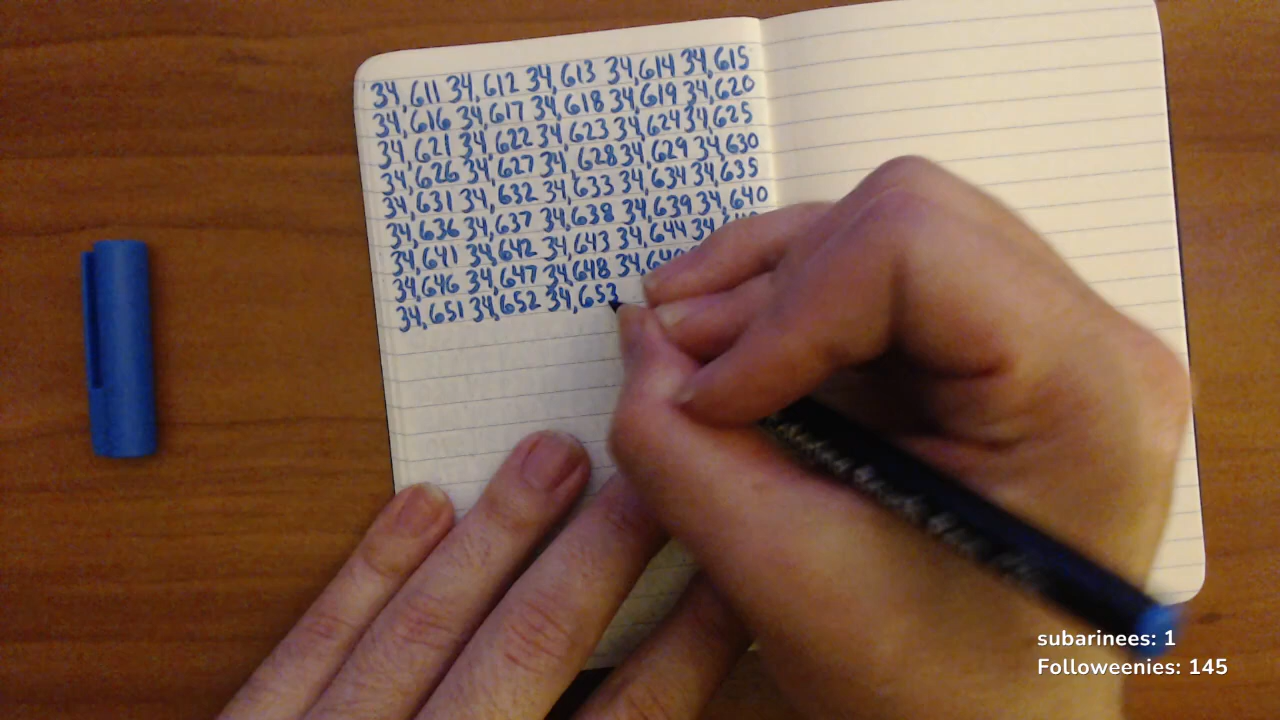 34,611 34,612 34,613 34,614 34,615
34,616 34,617 34,618 34,619 34,620
34,621 34,622 34,623 34,624 34,625
34,626 34,627 34,628 34,629 34,630
34,631 34,632 34,633 34,634 34,635
34,636 34,637 34,638 34,639 34,640
34,641 34,642 34,643 34,644
34,646 34,647 34,648 34,649
34,651 34,652 34,653
subarinees: 1
Followeenies: 145